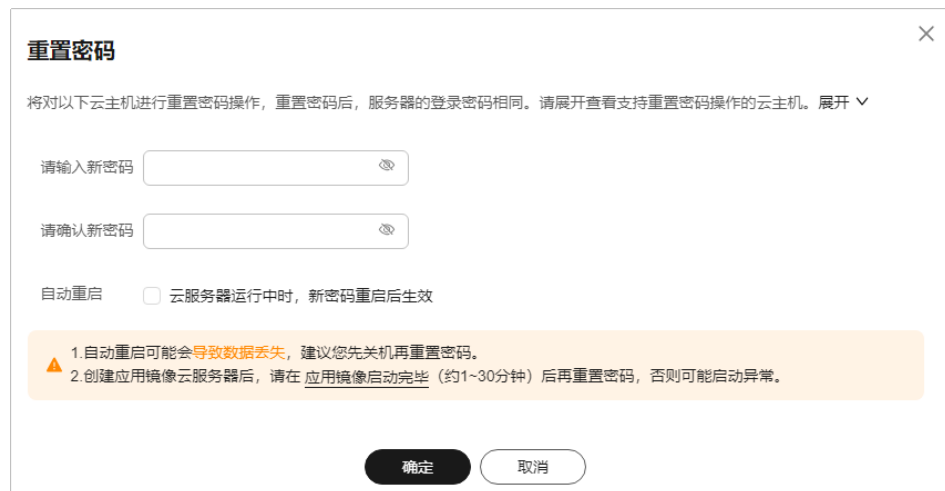 重置密码
将对以下云主机进行重置密码操作，重置密码后，服务器的登录密码相同。请展开查看支持重置密码操作的云主机。展开
请输入新密码
请确认新密码
自动重启 云服务器运行中时，新密码重启后生效
1.自动重启可能会导致数据丢失，建议您先关机再重置密码。
2.创建应用镜像云服务器后，请在 应用镜像启动完毕（约1~30分钟）后再重置密码，否则可能启动异常。
确定 取消